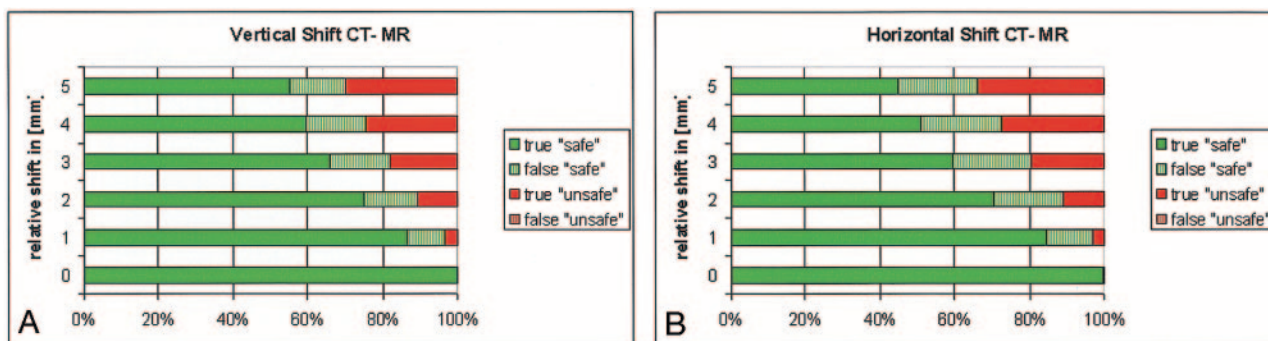 Vertical Shift CT- MR
relative shift in [mm]
5
4
3
2
1
0
0% 20% 40% 60% 80% 100%
true "safe"
false "safe"
true "unsafe"
false "unsafe"
A
Horizontal Shift CT- MR
relative shift in [mm]
5
4
3
2
1
0
0% 20% 40% 60% 80% 100%
true "safe"
false "safe"
true "unsafe"
false "unsafe"
B